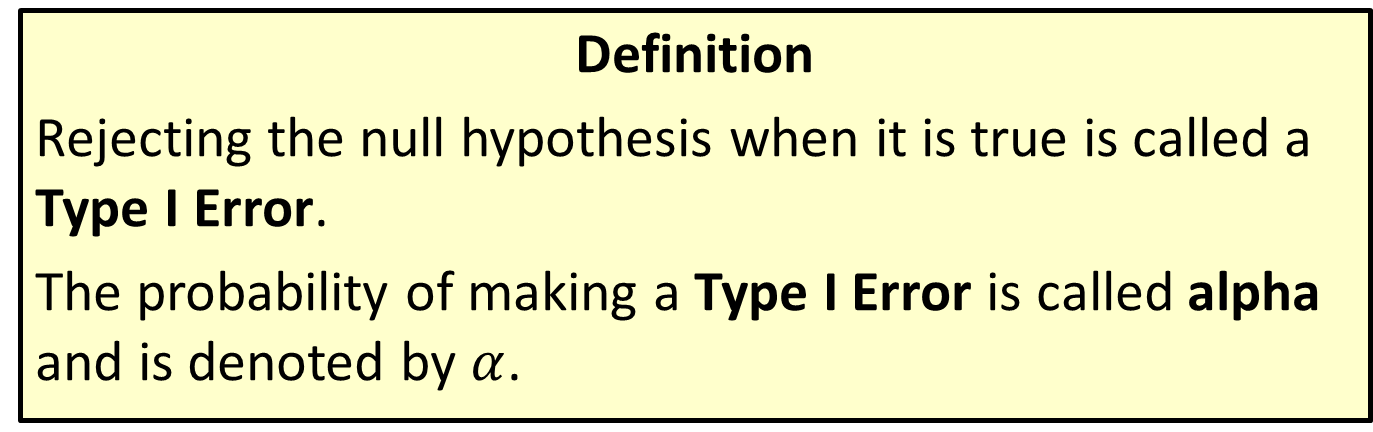 Definition
Rejecting the null hypothesis when it is true is called a
Type I Error.
The probability of making a Type I Error is called alpha
and is denoted by 𝛼.